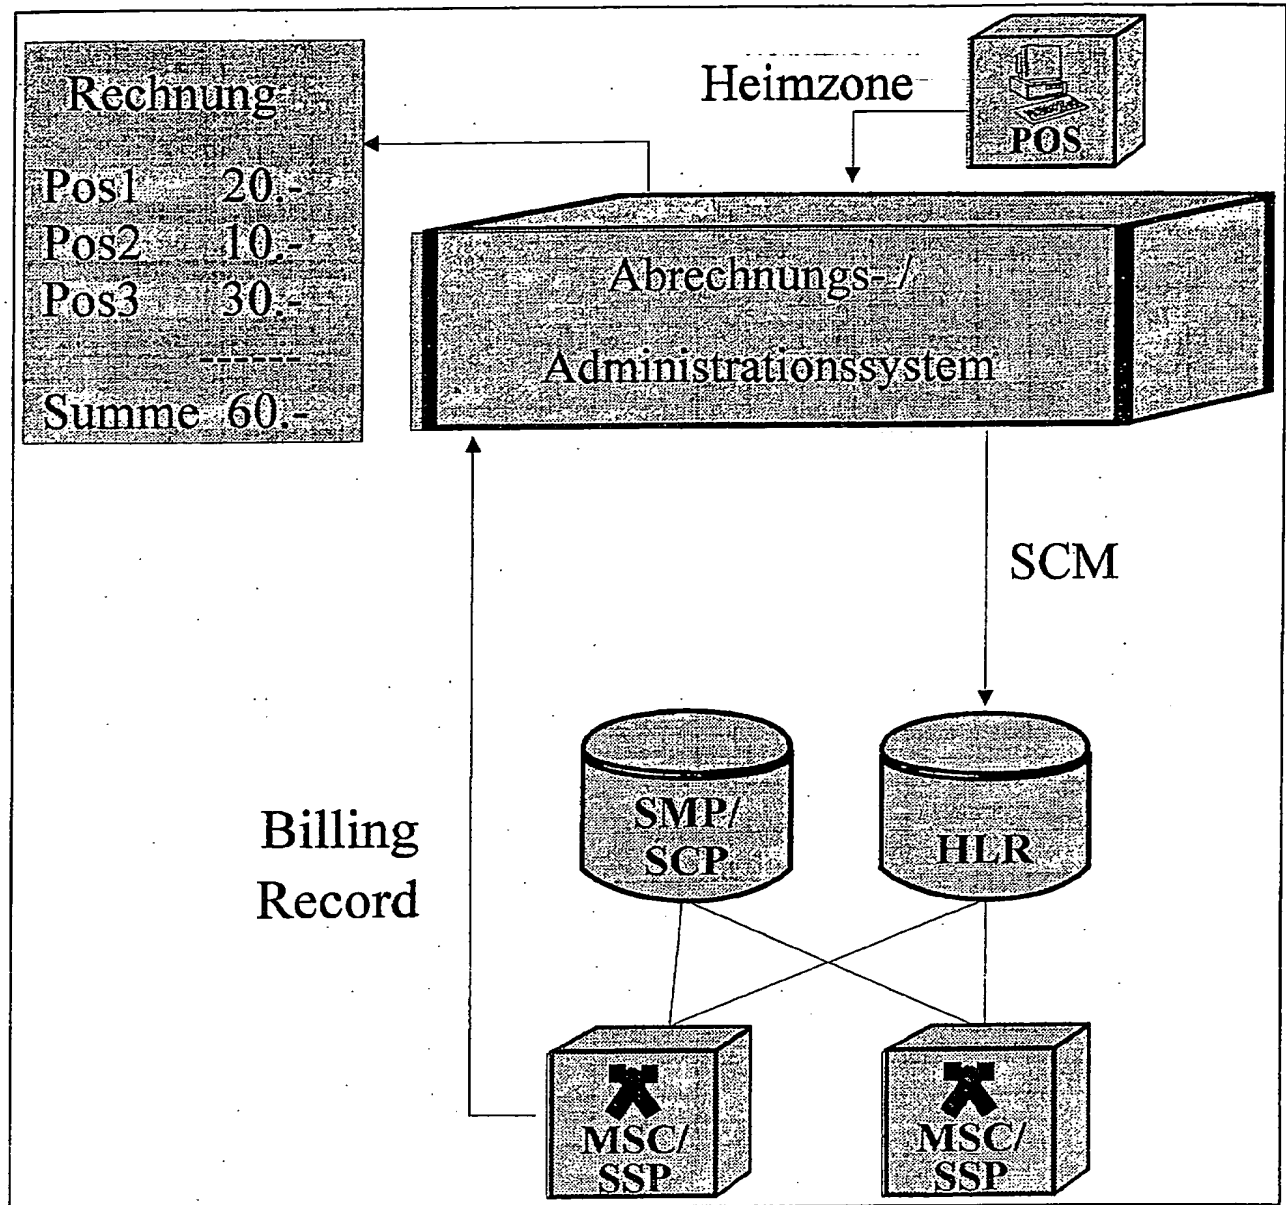 Rechnung
Pos1 20.-
Pos2 10.-
Pos3 30.-
------
Summe 60.-
Heimzone
POS
Abrechnungs- /
Administrationssystem
SCM
Billing
Record
SMP/
SCP
HLR
MSC/
SSP
MSC/
SSP